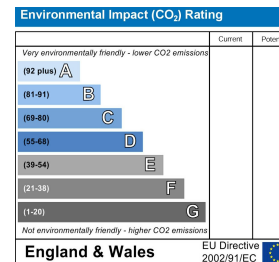 Environmental Impact (CO₂) Rating
Current Poten
Very environmentally friendly - lower CO2 emissions
(92 plus) A
(81-91) B
(69-80) C
(55-68) D
(39-54) E
(21-38) F
(1-20) G
Not environmentally friendly - higher CO2 emissions
England & Wales
EU Directive
2002/91/EC